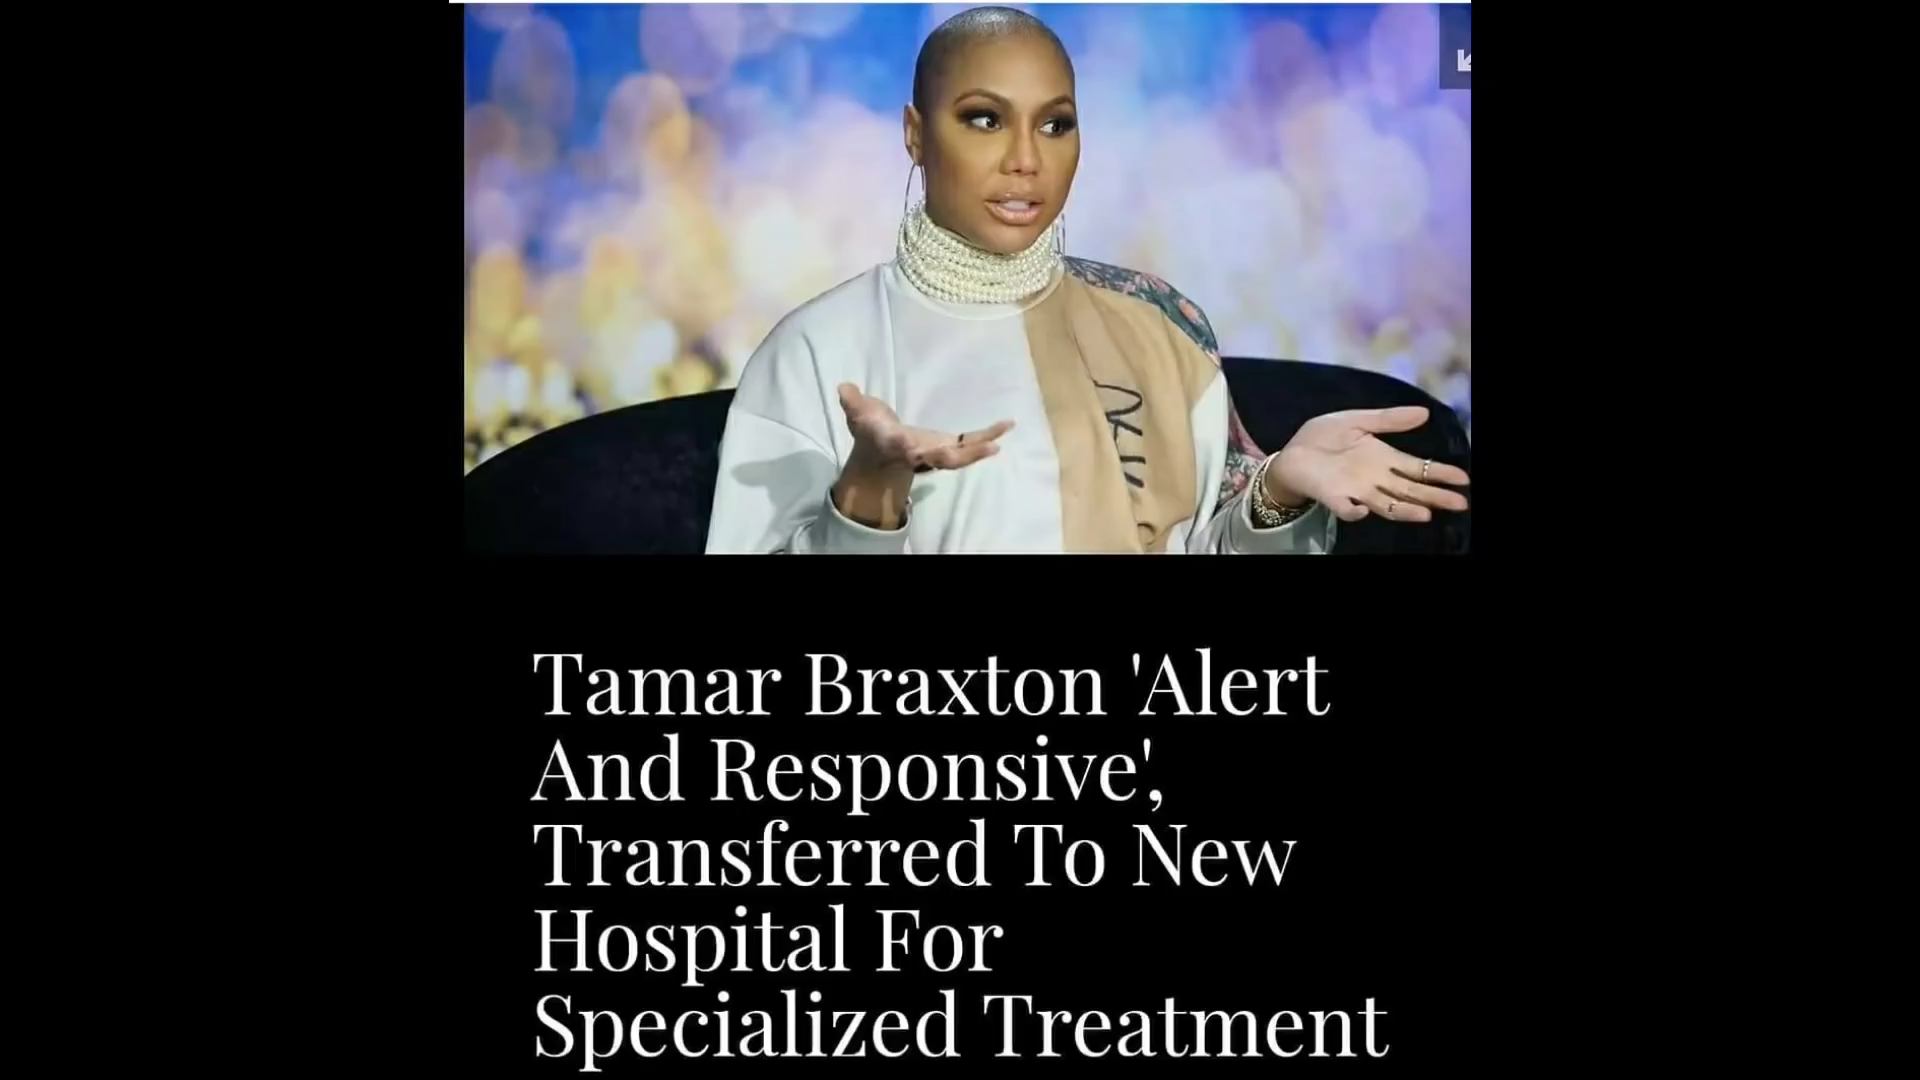 Tamar Braxton 'Alert
And Responsive',
Transferred To New
Hospital For
Specialized Treatment